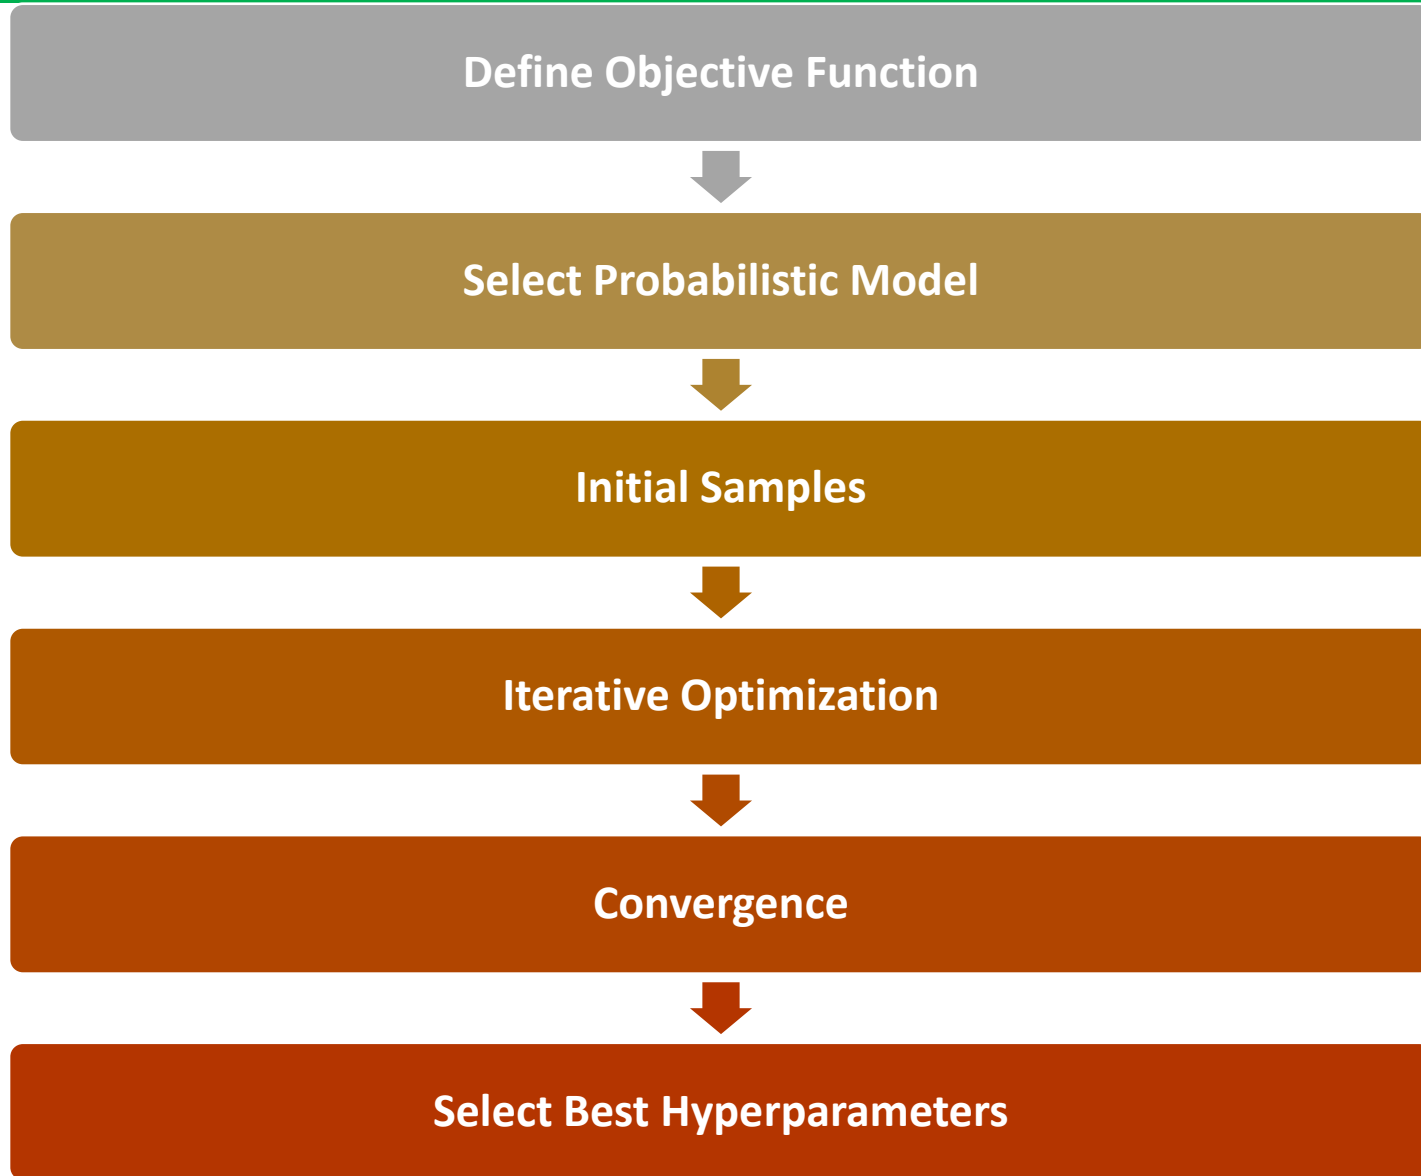 Define Objective Function
Select Probabilistic Model
Initial Samples
Iterative Optimization
Convergence
Select Best Hyperparameters